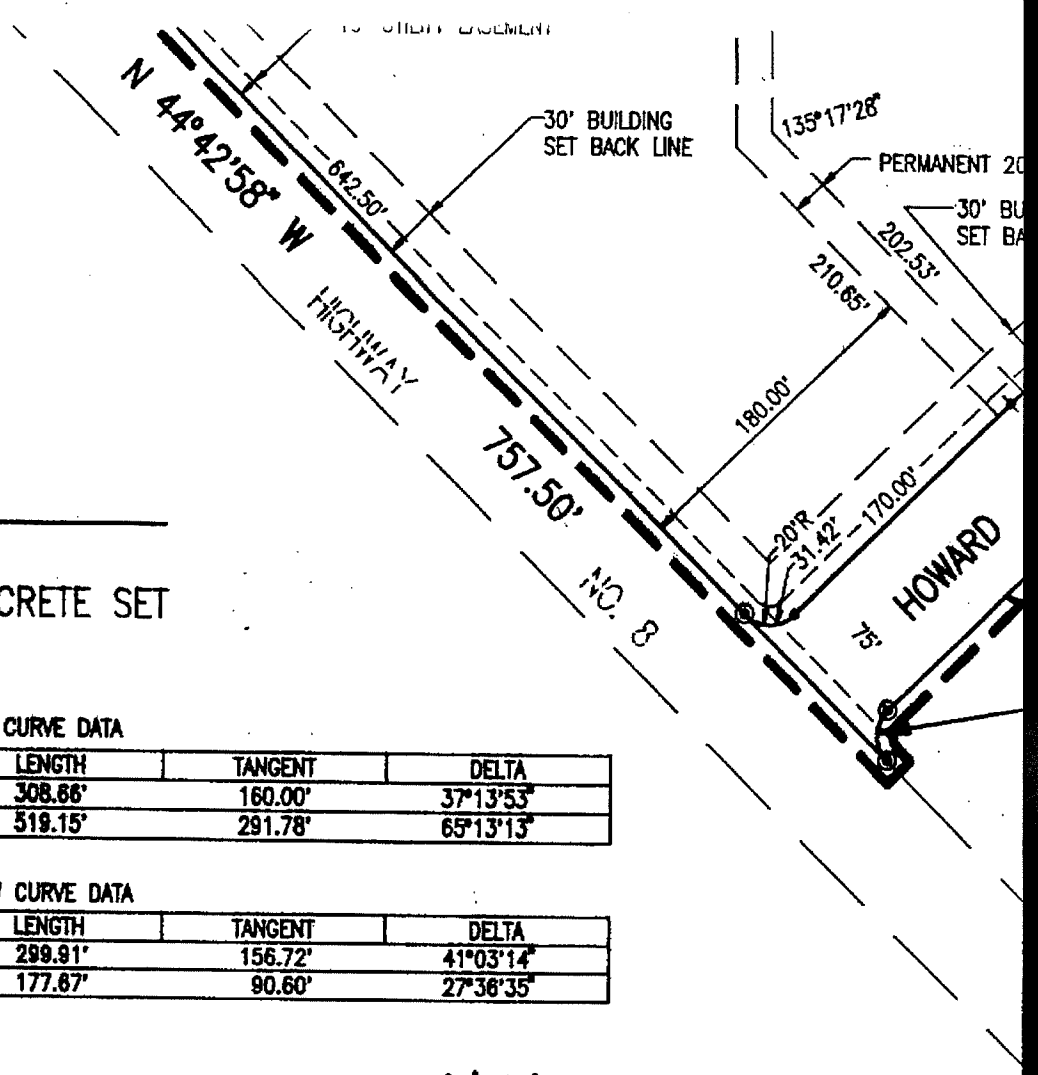 UTILITY EASEMENT
N 44°42'58" W
642.50'
30' BUILDING
SET BACK LINE
135°17'28"
PERMANENT 20
30' BU
SET BA
202.53'
210.65'
HIGHWAY
NO. 8
757.50'
180.00'
20'R
31.42'
170.00'
HOWARD
75'
CRETE SET
CURVE DATA
LENGTH TANGENT DELTA
308.66' 160.00' 37°13'53"
519.15' 291.78' 65°13'13"
CURVE DATA
LENGTH TANGENT DELTA
299.91' 156.72' 41°03'14"
177.67' 90.60' 27°36'35"